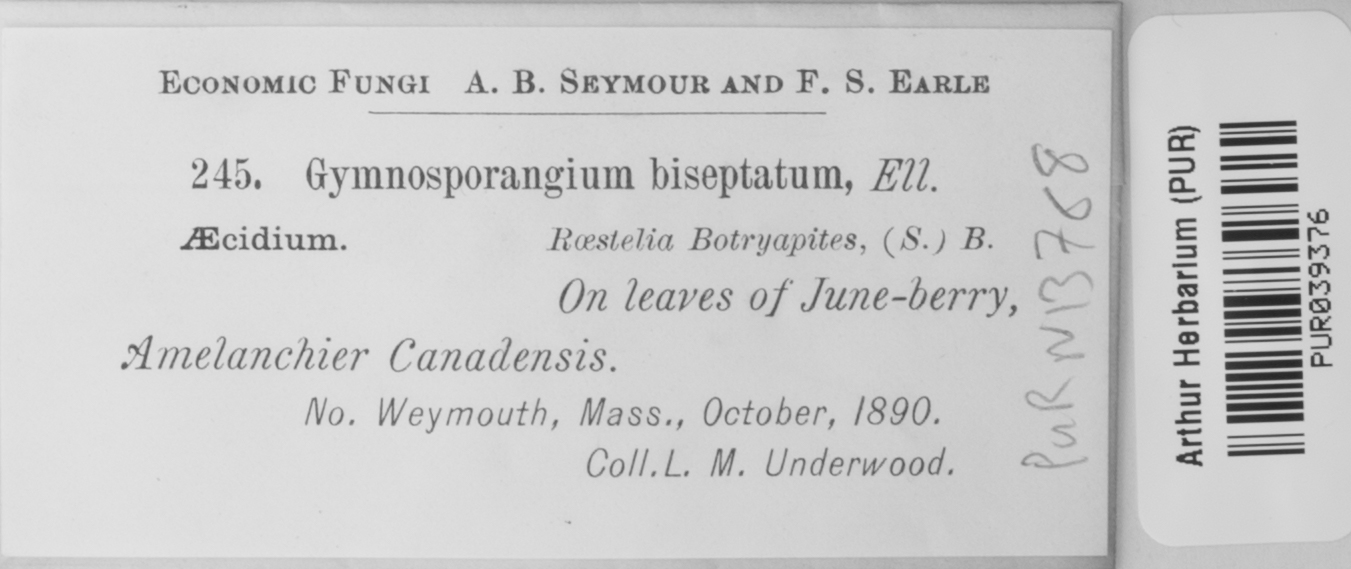 ECONOMIC FUNGI A. B. SEYMOUR AND F. S. EARLE
245. Gymnosporangium biseptatum, Ell.
Æcidium. Rœstelia Botryapites, (S.) B.
On leaves of June-berry,
Amelanchier Canadensis.
No. Weymouth, Mass., October, 1890.
Coll. L. M. Underwood.
PUR N13768
Arthur Herbarium (PUR)
PUR039376